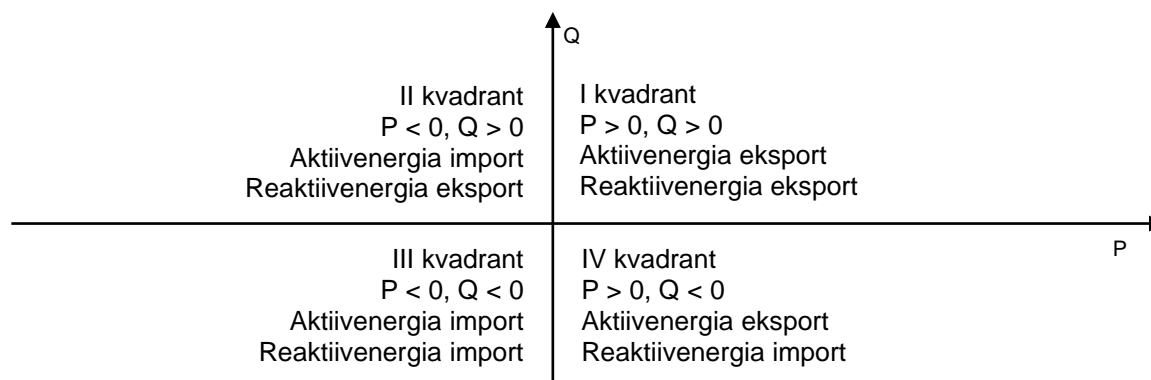 Q
II kvadrant
P < 0, Q > 0
Aktiivenergia import
Reaktiivenergia eksport
I kvadrant
P > 0, Q > 0
Aktiivenergia eksport
Reaktiivenergia eksport
P
III kvadrant
P < 0, Q < 0
Aktiivenergia import
Reaktiivenergia import
IV kvadrant
P > 0, Q < 0
Aktiivenergia eksport
Reaktiivenergia import